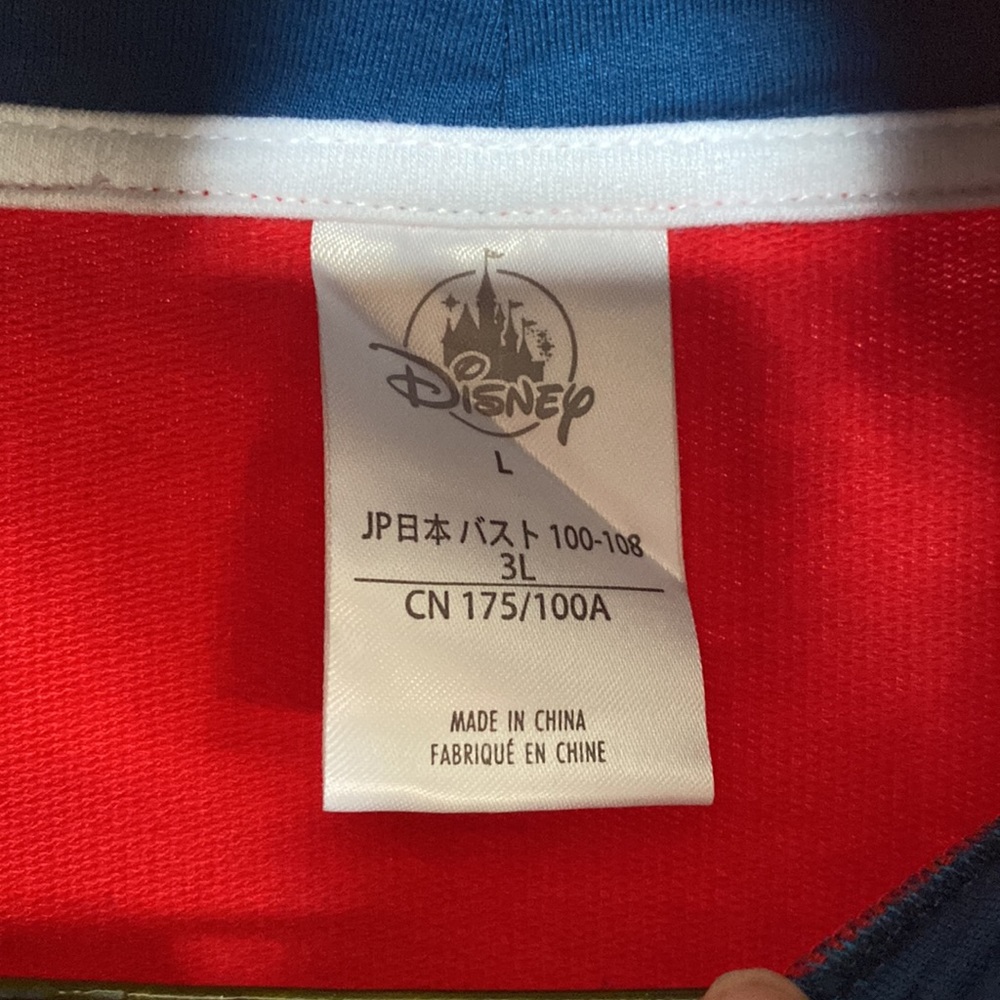 Disney
L
JP日本 バスト 100-108
3L
CN 175/100A
MADE IN CHINA
FABRIQUÉ EN CHINE